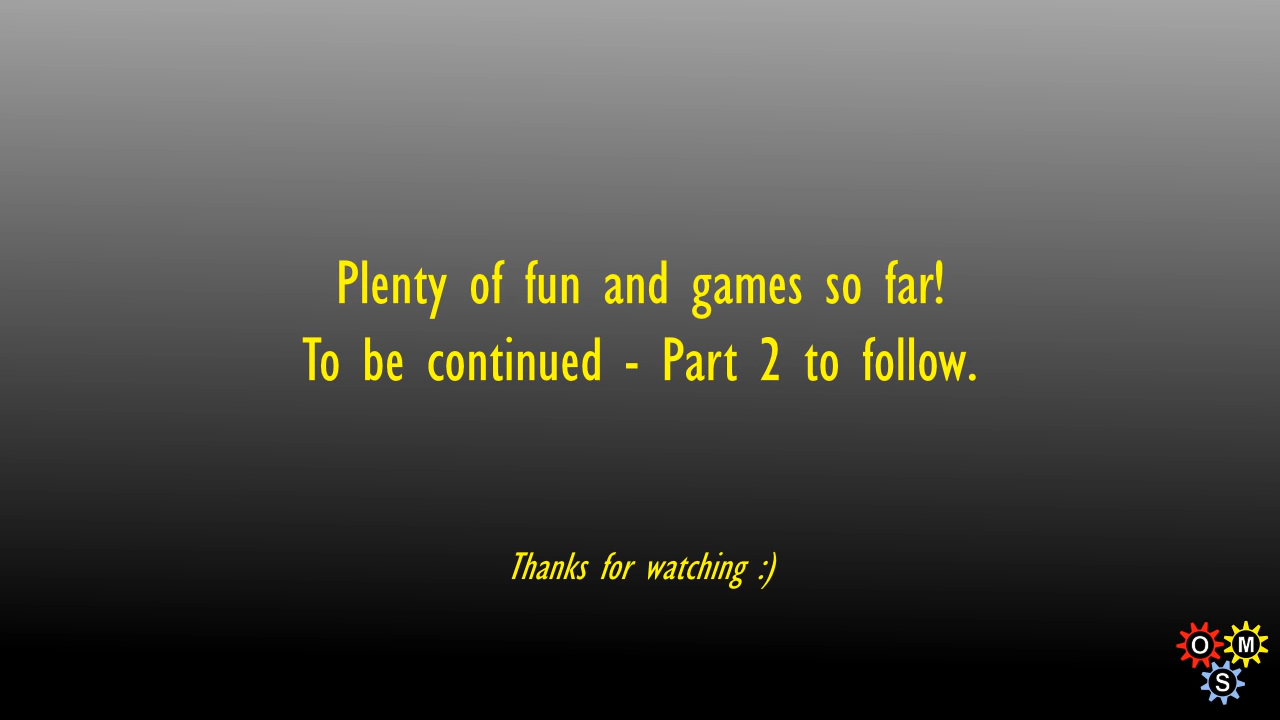 Plenty of fun and games so far!
To be continued - Part 2 to follow.
Thanks for watching :)
O M
S